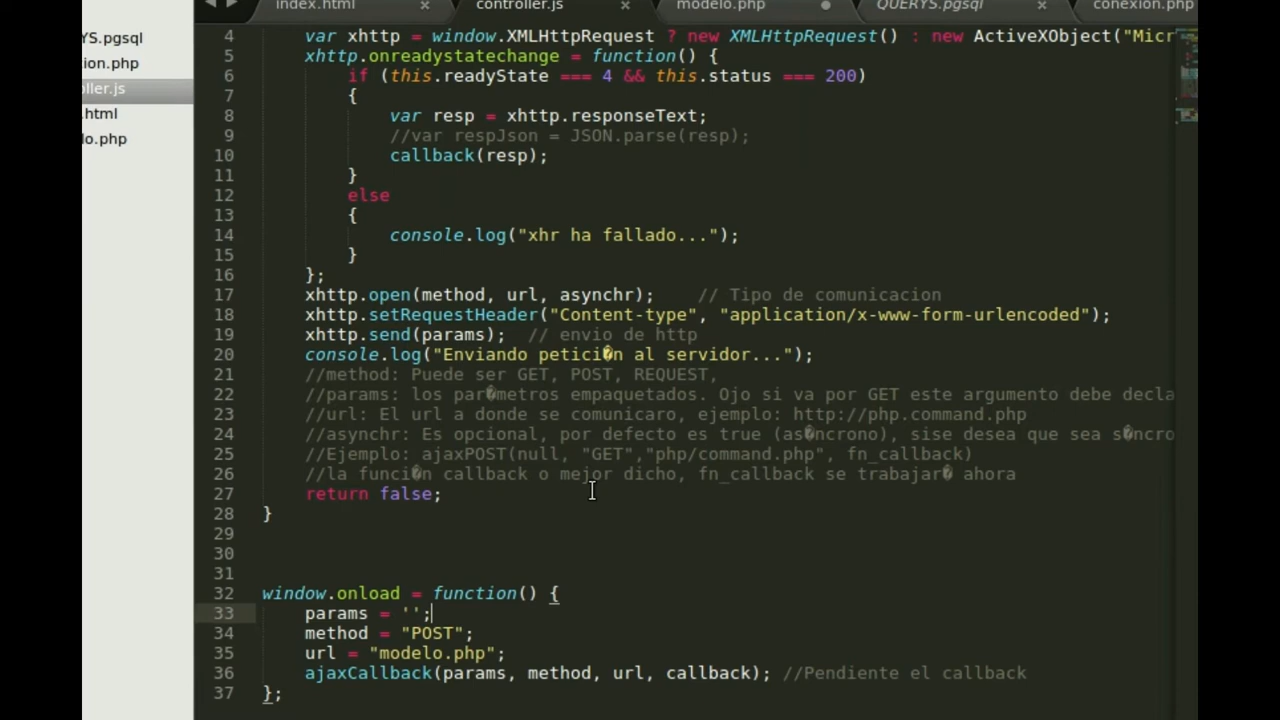 index.html × controller.js × modelo.php QUERYS.pgsql × conexion.php
YS.pgsql
xion.php
oller.js
.html
lo.php
4 var xhttp = window.XMLHttpRequest ? new XMLHttpRequest() : new ActiveXObject("Micr
5 xhttp.onreadystatechange = function() {
6 if (this.readyState === 4 && this.status === 200)
7 {
8 var resp = xhttp.responseText;
9 //var respJson = JSON.parse(resp);
10 callback(resp);
11 }
12 else
13 {
14 console.log("xhr ha fallado...");
15 }
16 };
17 xhttp.open(method, url, asynchr); // Tipo de comunicacion
18 xhttp.setRequestHeader("Content-type", "application/x-www-form-urlencoded");
19 xhttp.send(params); // envio de http
20 console.log("Enviando petici�n al servidor...");
21 //method: Puede ser GET, POST, REQUEST,
22 //params: los par�metros empaquetados. Ojo si va por GET este argumento debe decla
23 //url: El url a donde se comunicaro, ejemplo: http://php.command.php
24 //asynchr: Es opcional, por defecto es true (as�ncrono), sise desea que sea s�ncro
25 //Ejemplo: ajaxPOST(null, "GET","php/command.php", fn_callback)
26 //la funci�n callback o mejor dicho, fn_callback se trabajar� ahora
27 return false;
28 }
29
30
31
32 window.onload = function() {
33 params = '';
34 method = "POST";
35 url = "modelo.php";
36 ajaxCallback(params, method, url, callback); //Pendiente el callback
37 };